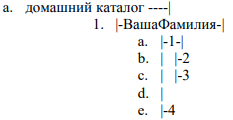 a. домашний каталог ----|
1. |-ВашаФамилия-|
a. |-1-|
b. | |-2
c. | |-3
d. |
e. |-4